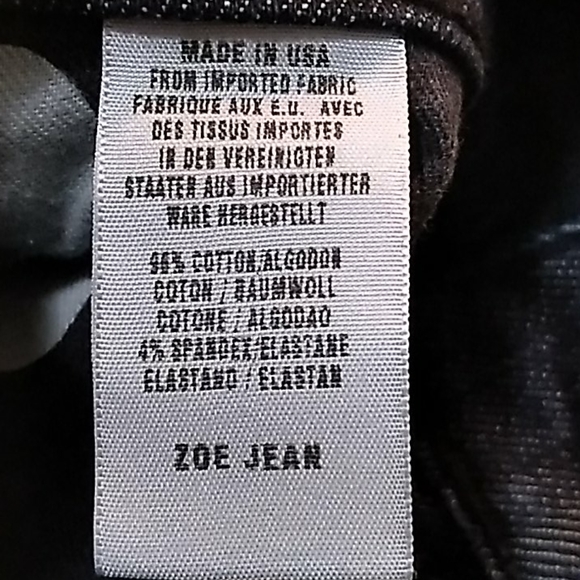 MADE IN USA
FROM IMPORTED FABRIC
FABRIQUE AUX E.U. AVEC
DES TISSUS IMPORTES
IN DEN VEREINIGTEN
STAATEN AUS IMPORTIERTER
WARE HERGESTELLT
96% COTTON/ALGODON
COTON / BAUMWOLL
COTONE / ALGODAO
4% SPANDEX/ELASTANE
ELASTANO / ELASTAN
ZOE JEAN